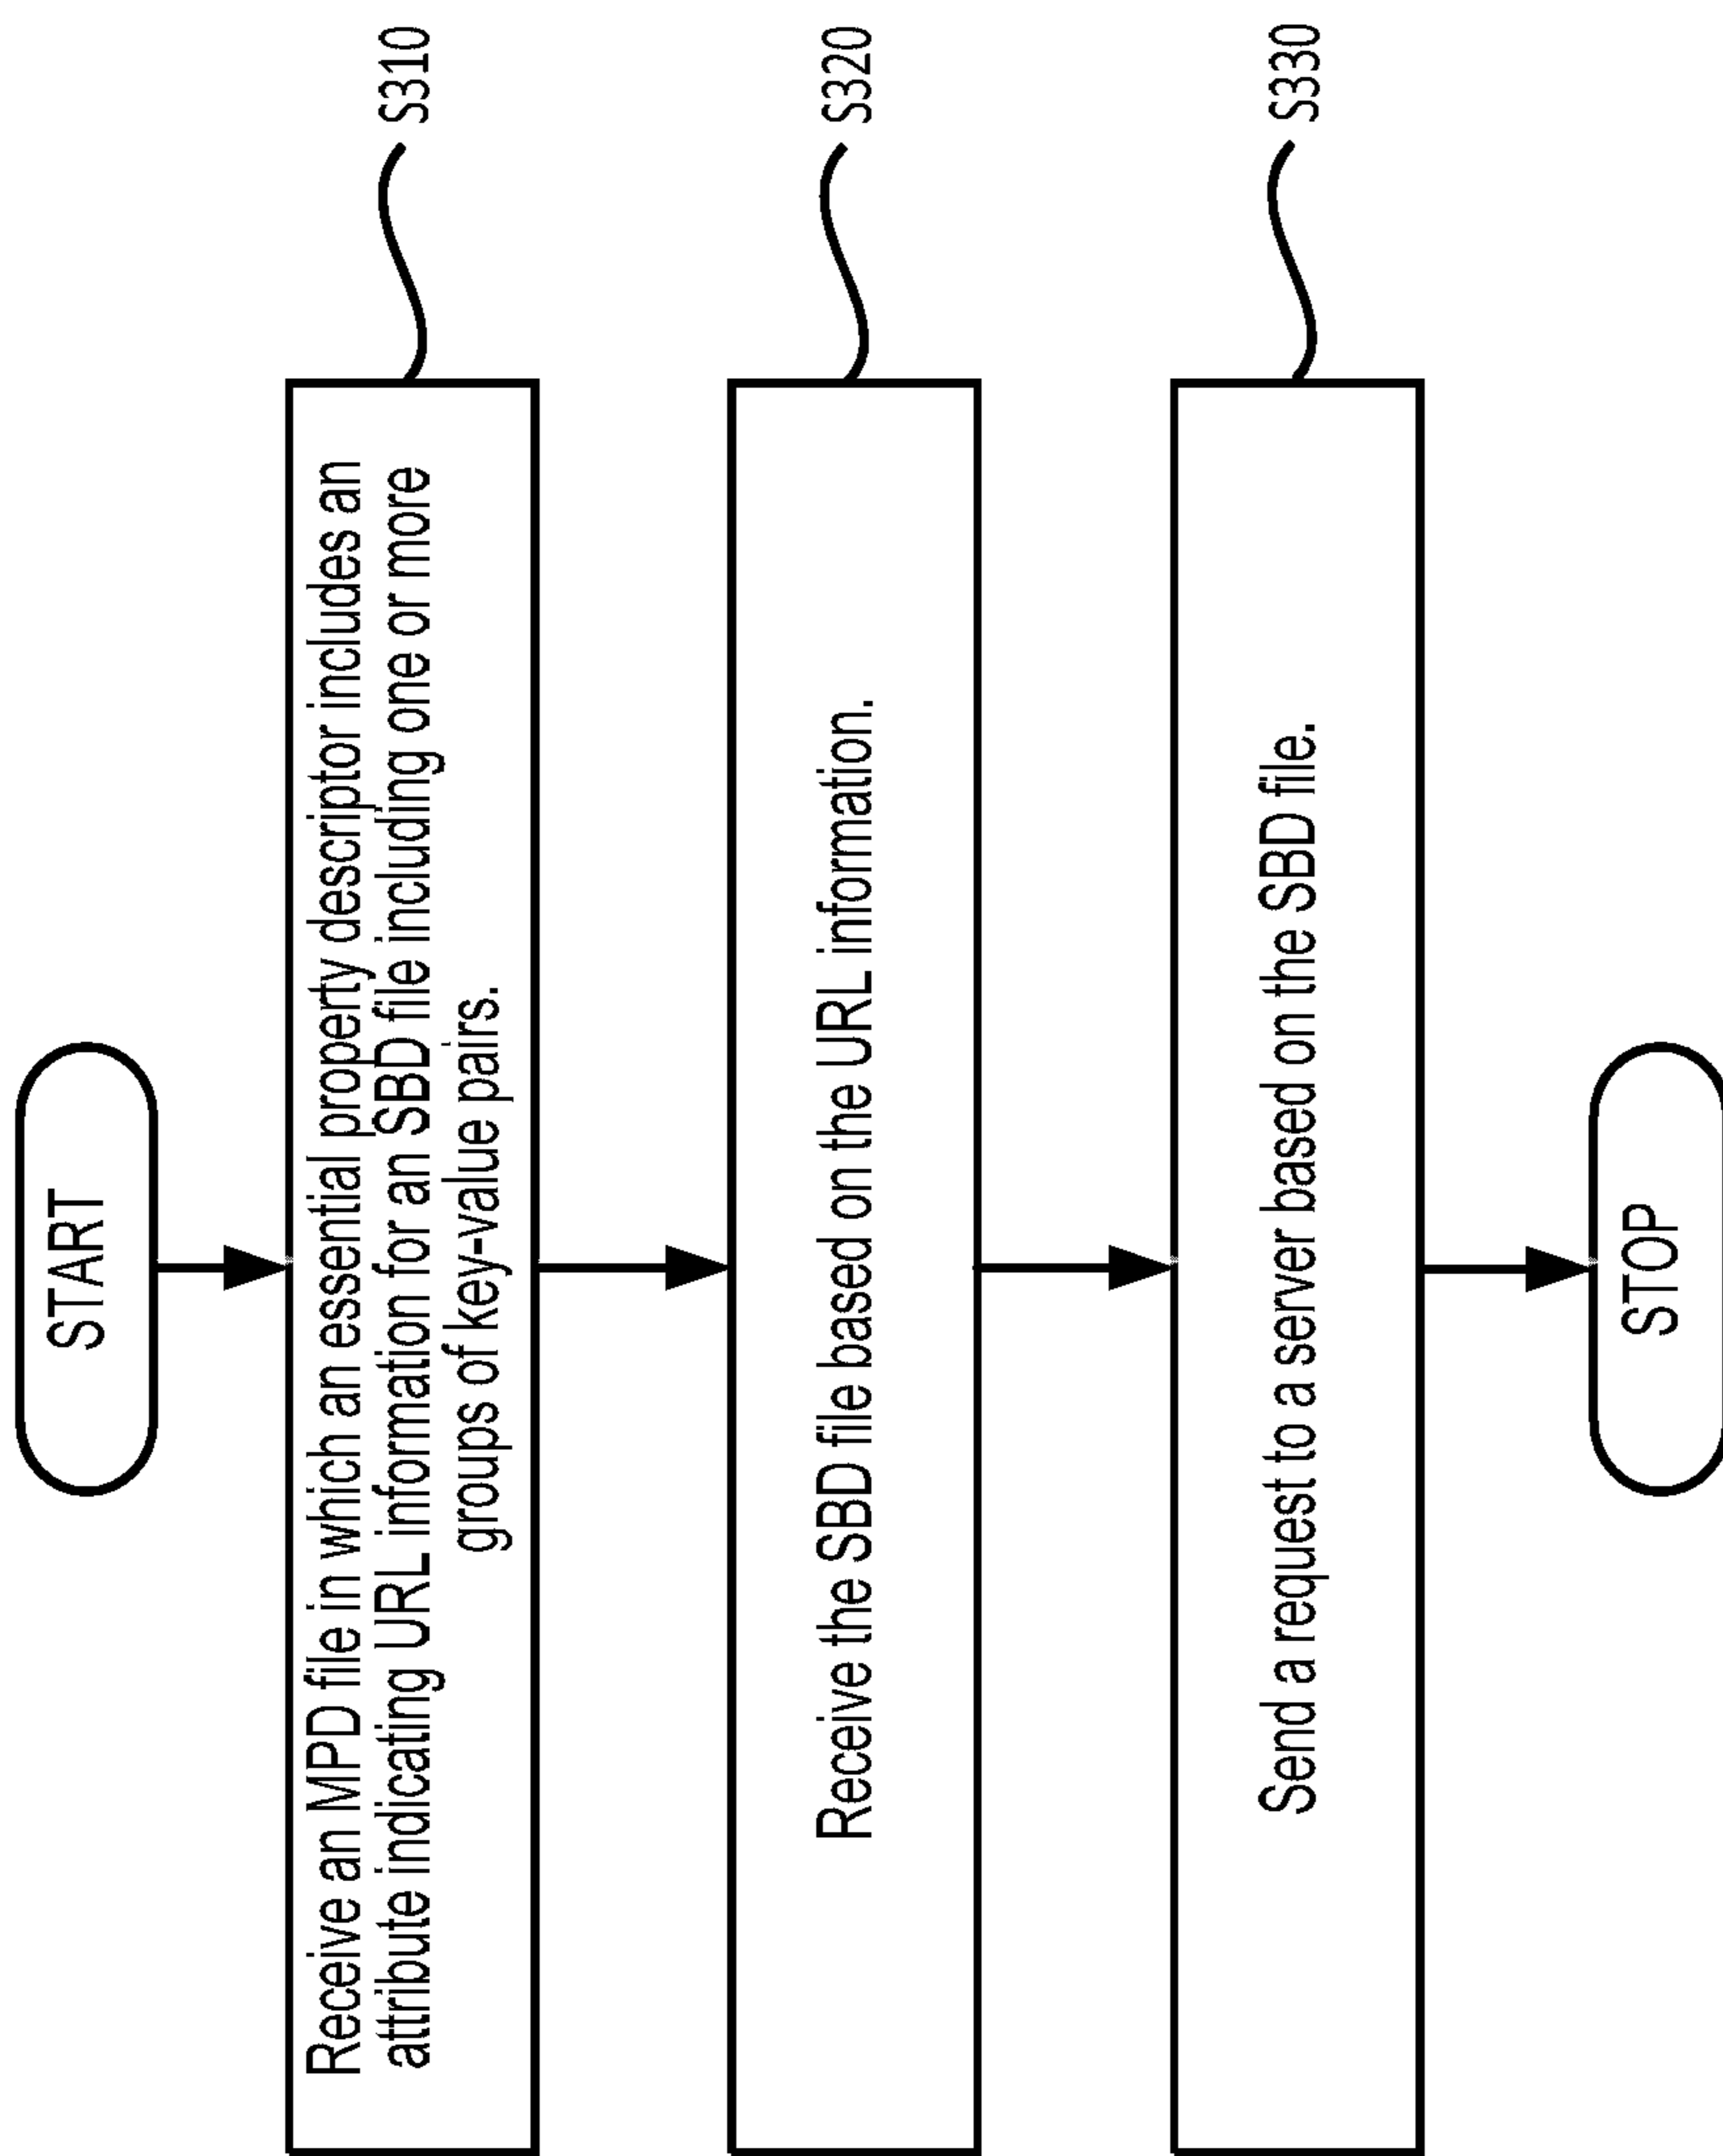 START
Receive an MPD file in which an essential property descriptor includes an
attribute indicating URL information for an SBD file including one or more
groups of key-value pairs.
S310
Receive the SBD file based on the URL information.
S320
Send a request to a server based on the SBD file.
S330
STOP